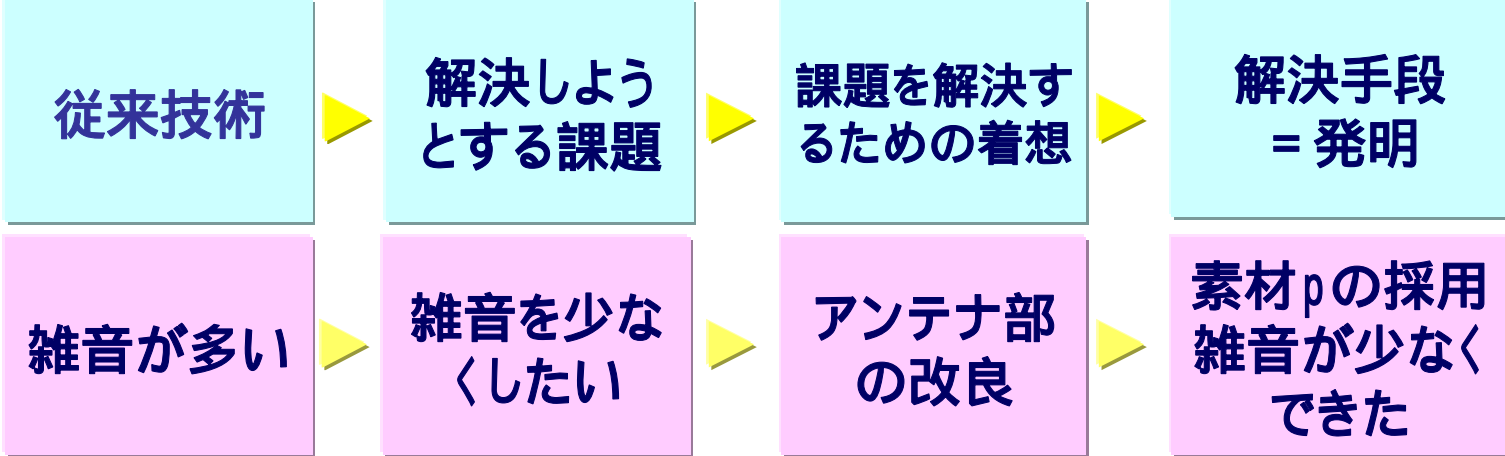 従来技術
解決しよう
とする課題
課題を解決す
るための着想
解決手段
=発明
雑音が多い
雑音を少な
くしたい
アンテナ部
の改良
素材pの採用
雑音が少なく
できた